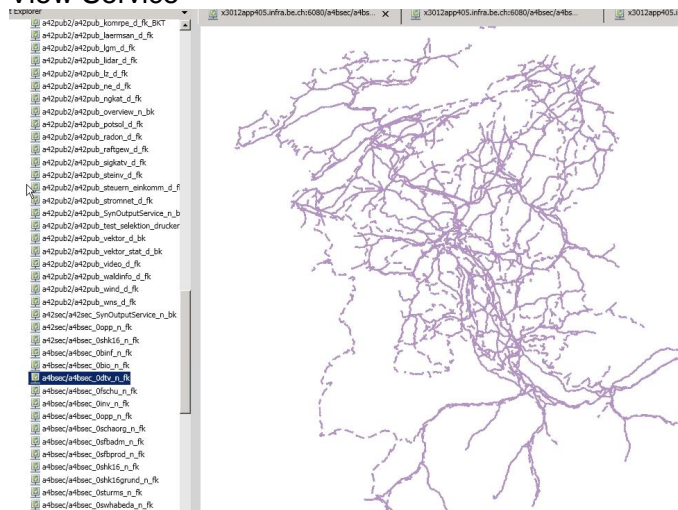 View Service
Explorer
x3012app405.infra.be.ch:6080/a4bsec/a4bs... x
x3012app405.infra.be.ch:6080/a4bsec/a4bs...
x3012app405.i
a42pub2/a42pub_komrpe_d_fk_BKT
a42pub2/a42pub_laermsan_d_fk
a42pub2/a42pub_lgm_d_fk
a42pub2/a42pub_lidar_d_fk
a42pub2/a42pub_lz_d_fk
a42pub2/a42pub_ne_d_fk
a42pub2/a42pub_ngkat_d_fk
a42pub2/a42pub_overview_n_bk
a42pub2/a42pub_potsol_d_fk
a42pub2/a42pub_radon_d_fk
a42pub2/a42pub_raftgew_d_fk
a42pub2/a42pub_sigkatv_d_fk
a42pub2/a42pub_steinv_d_fk
a42pub2/a42pub_steuern_einkomm_d_f
a42pub2/a42pub_stromnet_d_fk
a42pub2/a42pub_SynOutputService_n_b
a42pub2/a42pub_test_selektion_drucker
a42pub2/a42pub_vektor_d_bk
a42pub2/a42pub_vektor_stat_d_bk
a42pub2/a42pub_video_d_fk
a42pub2/a42pub_waldinfo_d_fk
a42pub2/a42pub_wind_d_fk
a42pub2/a42pub_wns_d_fk
a42sec/a42sec_SynOutputService_n_bk
a4bsec/a4bsec_0opp_n_fk
a4bsec/a4bsec_0shk16_n_fk
a4bsec/a4bsec_0binf_n_fk
a4bsec/a4bsec_0bio_n_fk
a4bsec/a4bsec_0dtv_n_fk
a4bsec/a4bsec_0fschu_n_fk
a4bsec/a4bsec_0inv_n_fk
a4bsec/a4bsec_0opp_n_fk
a4bsec/a4bsec_0schaorg_n_fk
a4bsec/a4bsec_0sfbadm_n_fk
a4bsec/a4bsec_0sfbprod_n_fk
a4bsec/a4bsec_0shk16_n_fk
a4bsec/a4bsec_0shk16grund_n_fk
a4bsec/a4bsec_0sturms_n_fk
a4bsec/a4bsec_0swhabeda_n_fk